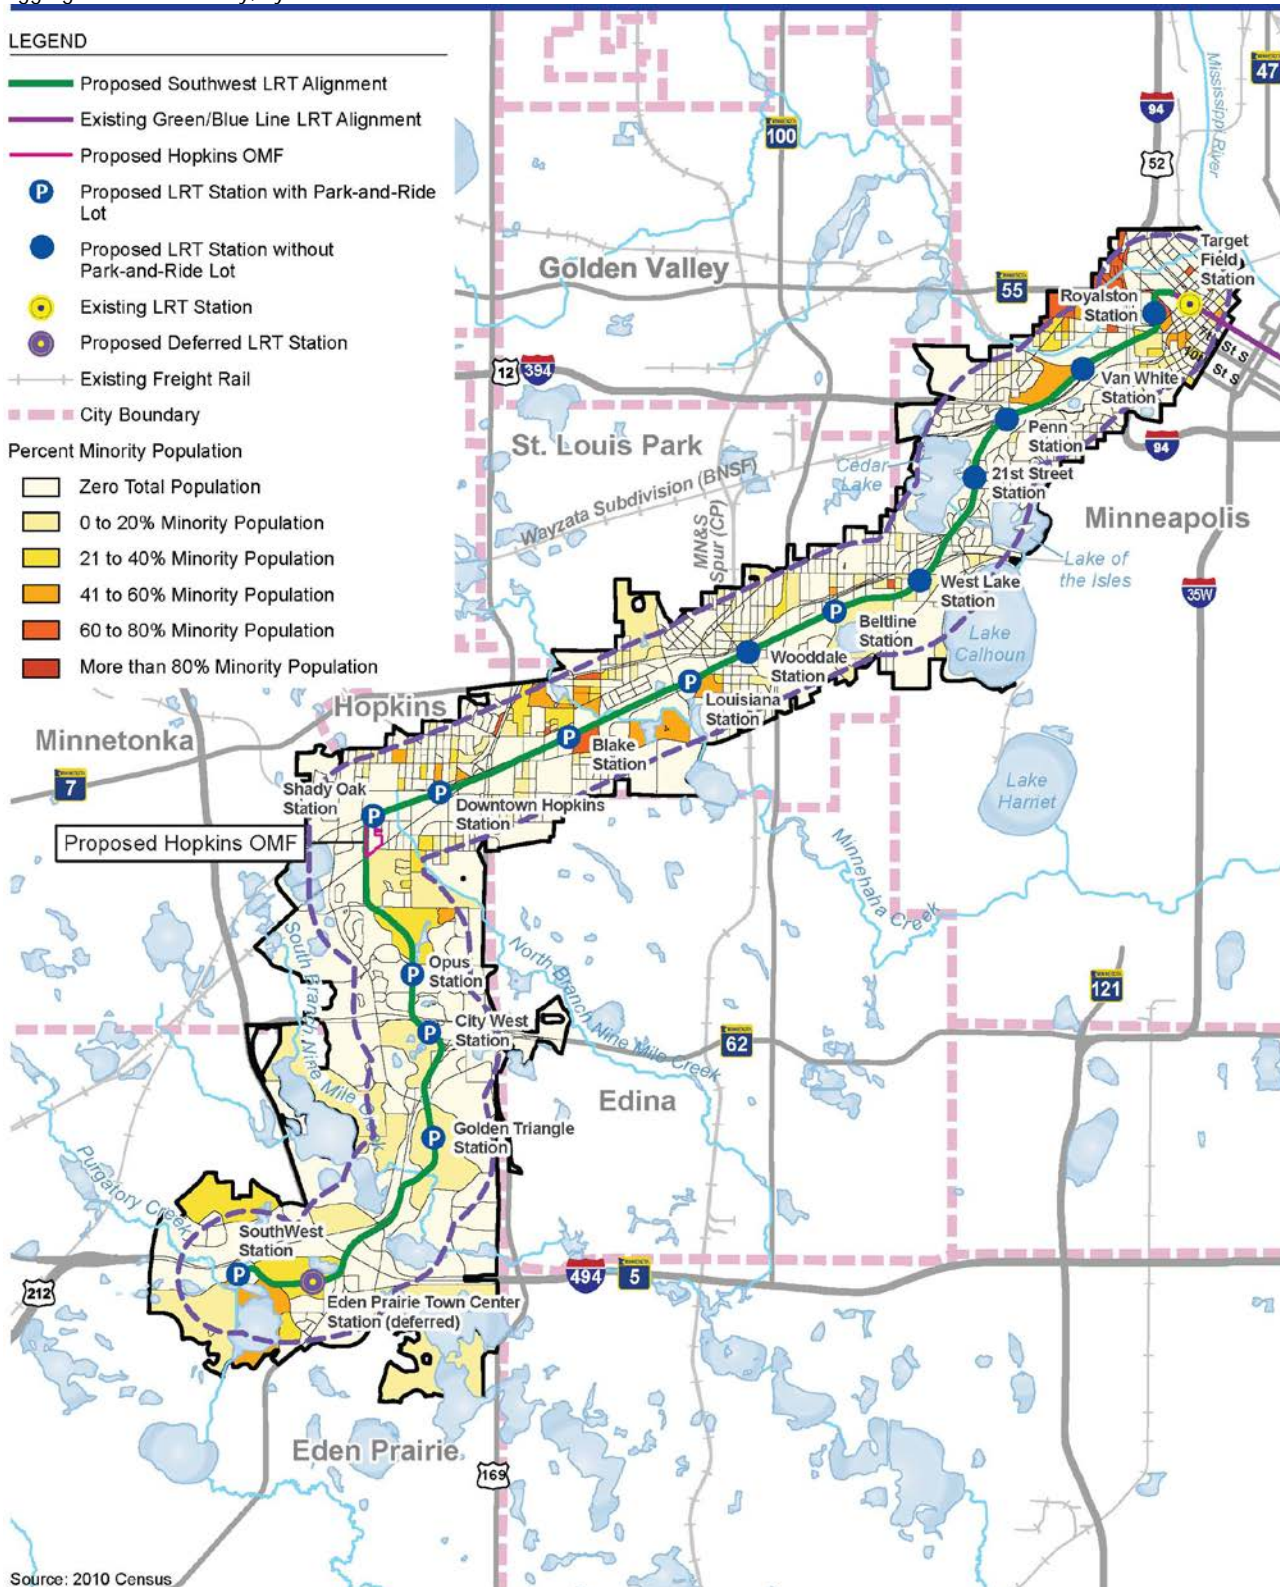 LEGEND
Proposed Southwest LRT Alignment
Existing Green/Blue Line LRT Alignment
Proposed Hopkins OMF
P
Proposed LRT Station with Park-and-Ride
Lot
Proposed LRT Station without
Park-and-Ride Lot
Existing LRT Station
Proposed Deferred LRT Station
Existing Freight Rail
City Boundary
Percent Minority Population
Zero Total Population
0 to 20% Minority Population
21 to 40% Minority Population
41 to 60% Minority Population
60 to 80% Minority Population
More than 80% Minority Population
47
94
100
52
Mississippi River
Target
Field
Station
Golden Valley
55
Royalston
Station
7th St S
10th St S
12
394
Van White
Station
Penn
Station
94
St. Louis Park
Cedar
Lake
21st Street
Station
Wayzata Subdivision (BNSF)
MN&S
Spur (CP)
Minneapolis
Lake of
the Isles
35W
West Lake
Station
P
Beltline
Station
Lake
Calhoun
Wooddale
Station
P
Louisiana
Station
Hopkins
Minnetonka
P
Blake
Station
7
Shady Oak
Station
P
P
Downtown Hopkins
Station
Lake
Harriet
Proposed Hopkins OMF
Minnehaha Creek
South Branch Nine Mile Creek
North Branch Nine Mile Creek
P
Opus
Station
121
P
City West
Station
62
Edina
P
Golden Triangle
Station
Purgatory Creek
SouthWest
Station
P
494
5
212
Eden Prairie Town Center
Station (deferred)
Eden Prairie
169
Source: 2010 Census